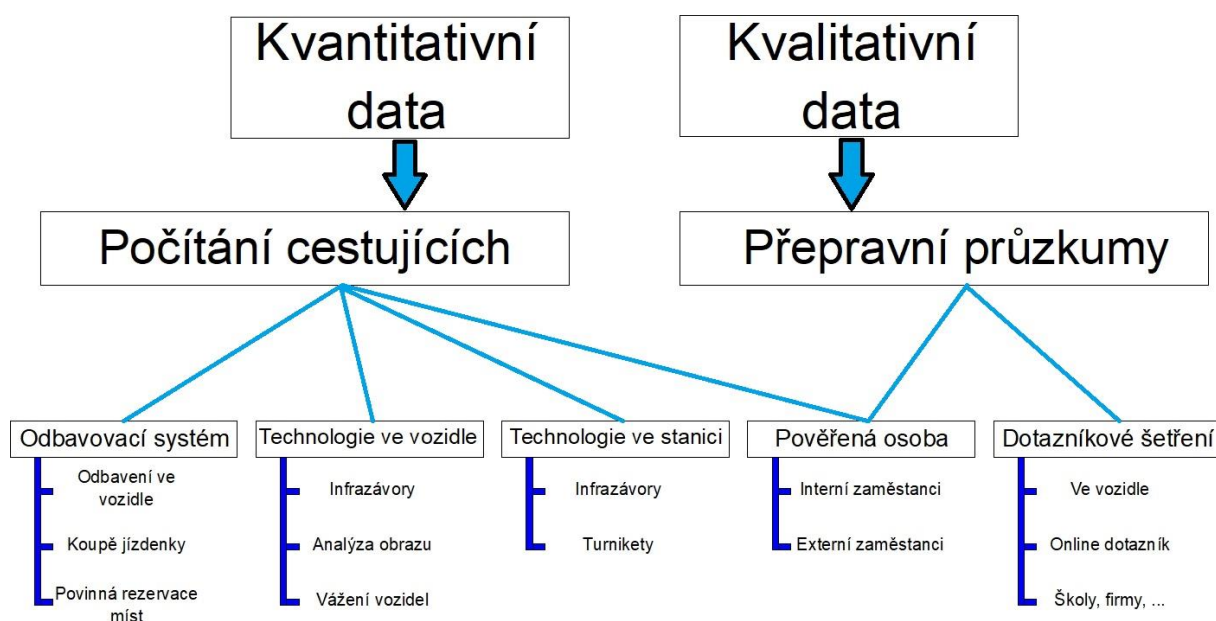 Kvantitativní
data
Kvalitativní
data
Počítání cestujících
Přepravní průzkumy
Odbavovací systém
Odbavení ve
vozidle
Koupě jízdenky
Povinná rezervace
míst
Technologie ve vozidle
Infrazávory
Analýza obrazu
Vážení vozidel
Technologie ve stanici
Infrazávory
Turnikety
Pověřená osoba
Interní zaměstanci
Externí zaměstanci
Dotazníkové šetření
Ve vozidle
Online dotazník
Školy, firmy, ...